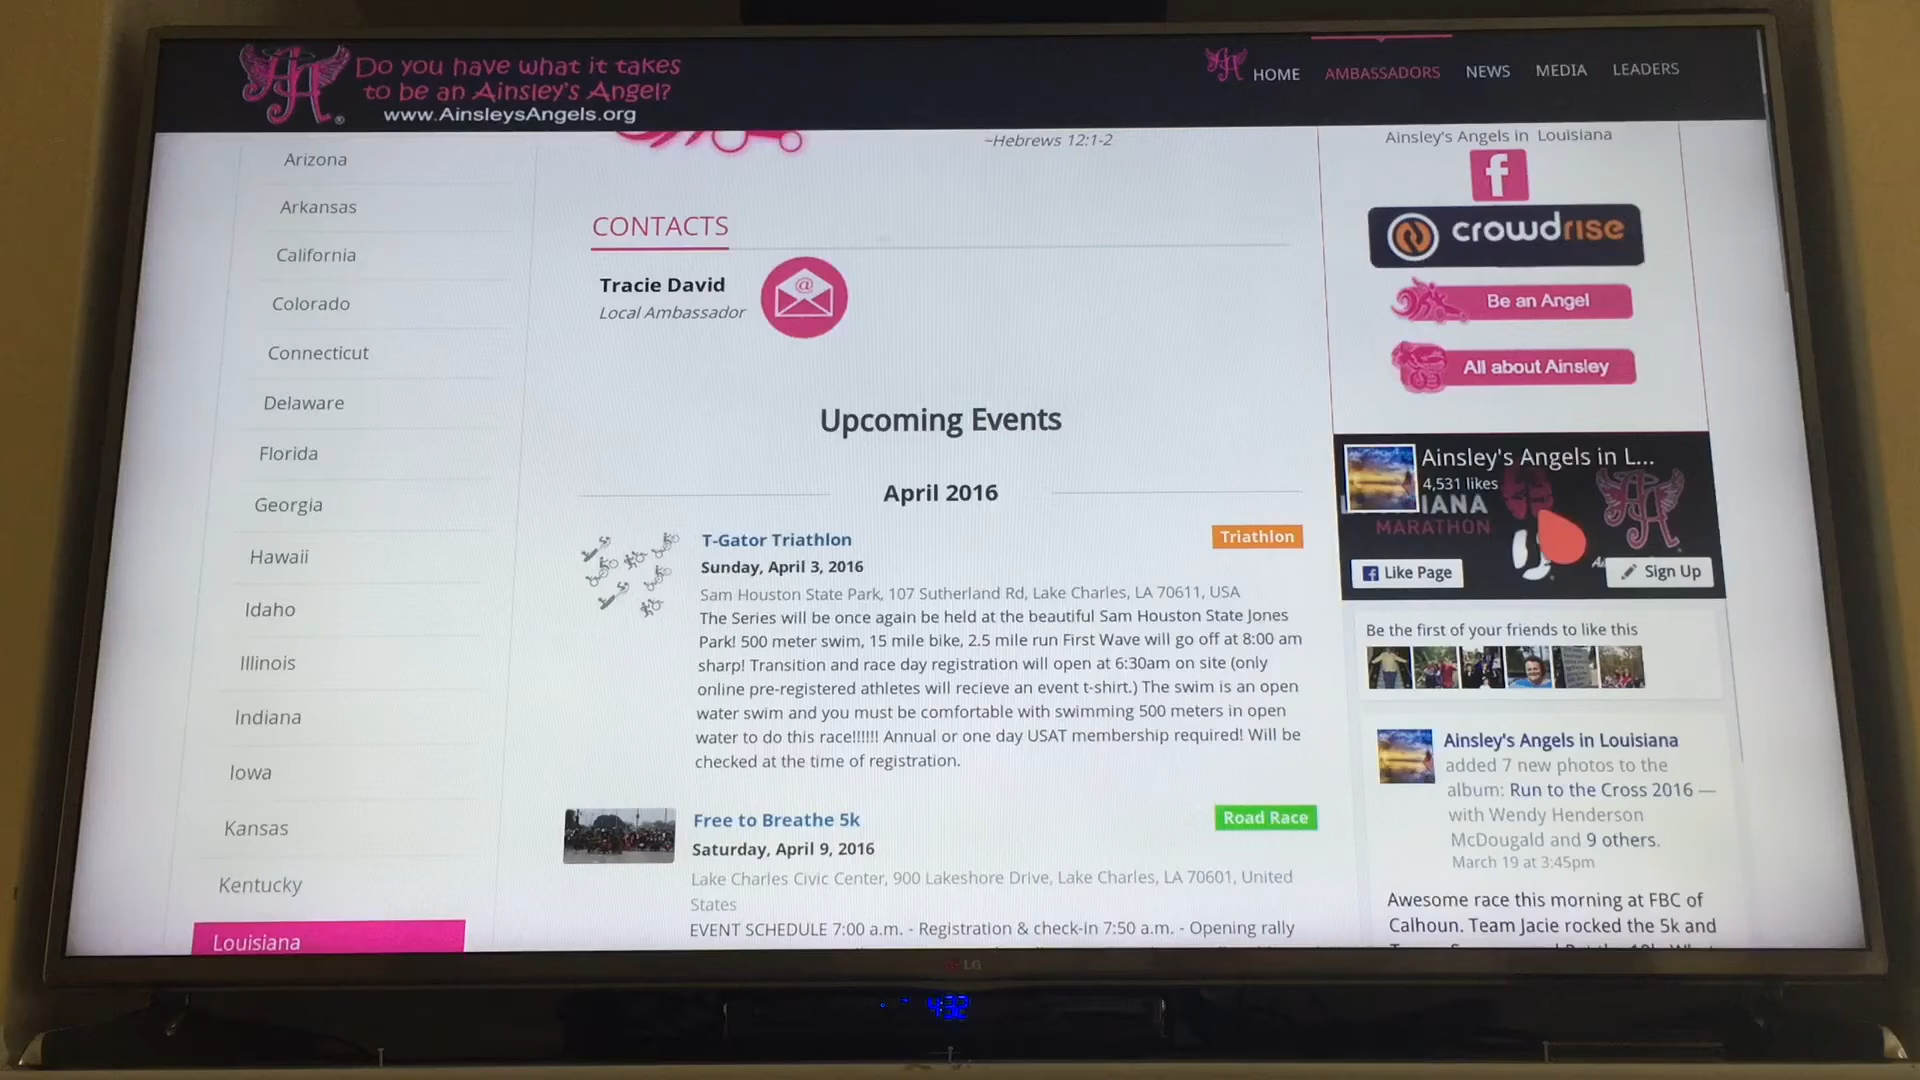 Do you have what it takes
to be an Ainsley's Angel?
www.AinsleysAngels.org
HOME
AMBASSADORS
NEWS
MEDIA
LEADERS
Arizona
Arkansas
California
Colorado
Connecticut
Delaware
Florida
Georgia
Hawaii
Idaho
Illinois
Indiana
Iowa
Kansas
Kentucky
Louisiana
~Hebrews 12:1-2
CONTACTS
Tracie David
Local Ambassador
Upcoming Events
April 2016
T-Gator Triathlon
Triathlon
Sunday, April 3, 2016
Sam Houston State Park, 107 Sutherland Rd, Lake Charles, LA 70611, USA
The Series will be once again be held at the beautiful Sam Houston State Jones
Park! 500 meter swim, 15 mile bike, 2.5 mile run First Wave will go off at 8:00 am
sharp! Transition and race day registration will open at 6:30am on site (only
online pre-registered athletes will recieve an event t-shirt.) The swim is an open
water swim and you must be comfortable with swimming 500 meters in open
water to do this race!!!!!! Annual or one day USAT membership required! Will be
checked at the time of registration.
Free to Breathe 5k
Road Race
Saturday, April 9, 2016
Lake Charles Civic Center, 900 Lakeshore Drive, Lake Charles, LA 70601, United
States
EVENT SCHEDULE 7:00 a.m. - Registration & check-in 7:50 a.m. - Opening rally
Ainsley's Angels in Louisiana
f
crowdrise
Be an Angel
All about Ainsley
Ainsley's Angels in L...
4,531 likes
IANA
MARATHON
Like Page
Sign Up
Be the first of your friends to like this
Ainsley's Angels in Louisiana
added 7 new photos to the
album: Run to the Cross 2016 —
with Wendy Henderson
McDougald and 9 others.
March 19 at 3:45pm
Awesome race this morning at FBC of
Calhoun. Team Jacie rocked the 5k and
LG